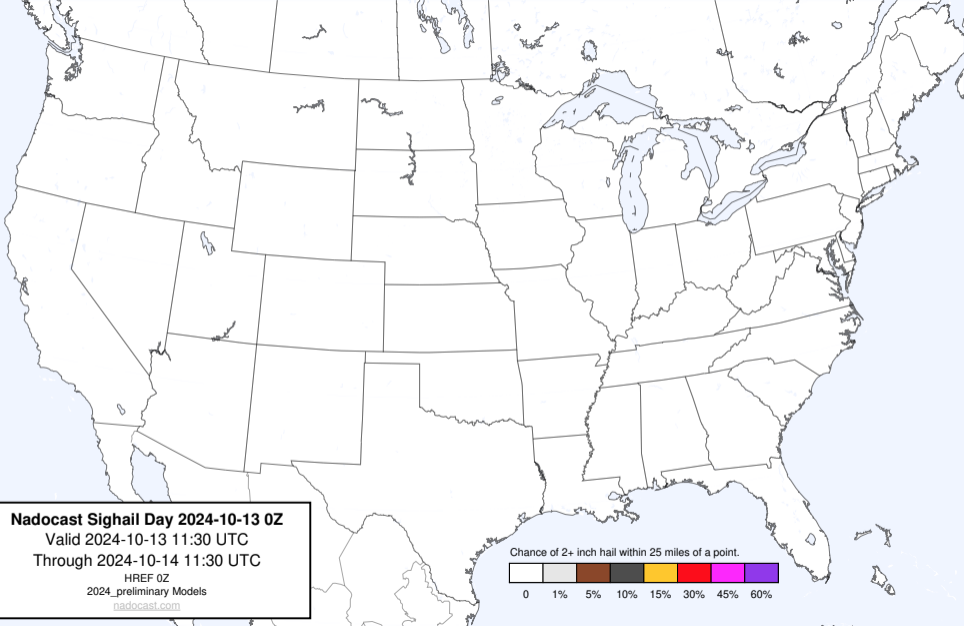 Nadocast Sighail Day 2024-10-13 0Z
Valid 2024-10-13 11:30 UTC
Through 2024-10-14 11:30 UTC
HREF 0Z
2024_preliminary Models
nadocast.com
Chance of 2+ inch hail within 25 miles of a point.
0 1% 5% 10% 15% 30% 45% 60%